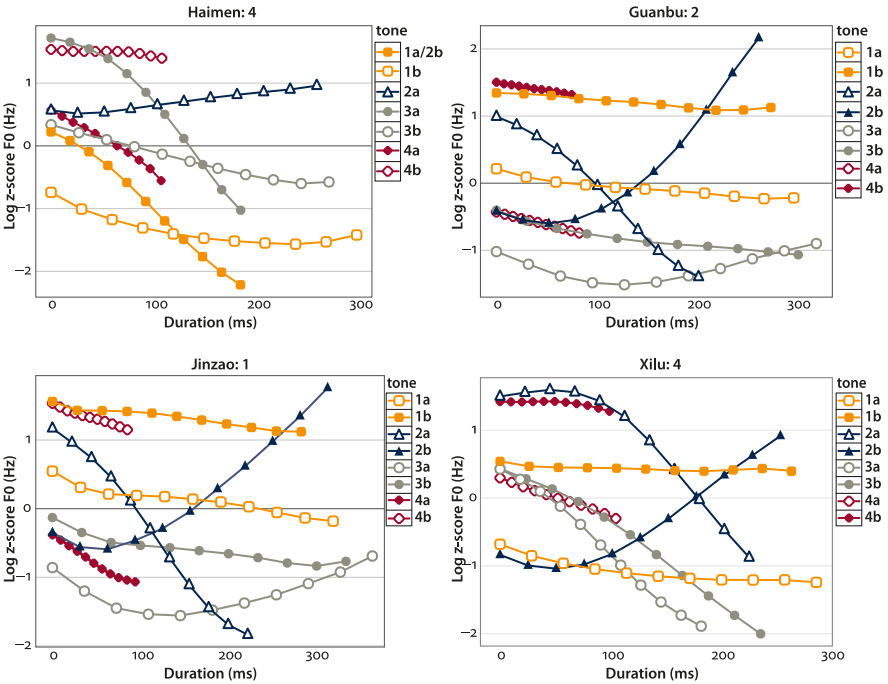 Haimen: 4
tone
1a/2b
1b
2a
3a
3b
4a
4b
Log z-score F0 (Hz)
1
0
−1
−2
0
100
200
Duration (ms)
Guanbu: 2
tone
1a
1b
2a
2b
3a
3b
4a
4b
Log z-score F0 (Hz)
2
1
0
−1
0
100
200
300
Duration (ms)
Jinzao: 1
tone
1a
1b
2a
2b
3a
3b
4a
4b
Log z-score F0 (Hz)
1
0
−1
−2
0
100
200
300
Duration (ms)
Xilu: 4
tone
1a
1b
2a
2b
3a
3b
4a
4b
Log z-score F0 (Hz)
1
0
−1
−2
0
100
200
300
Duration (ms)